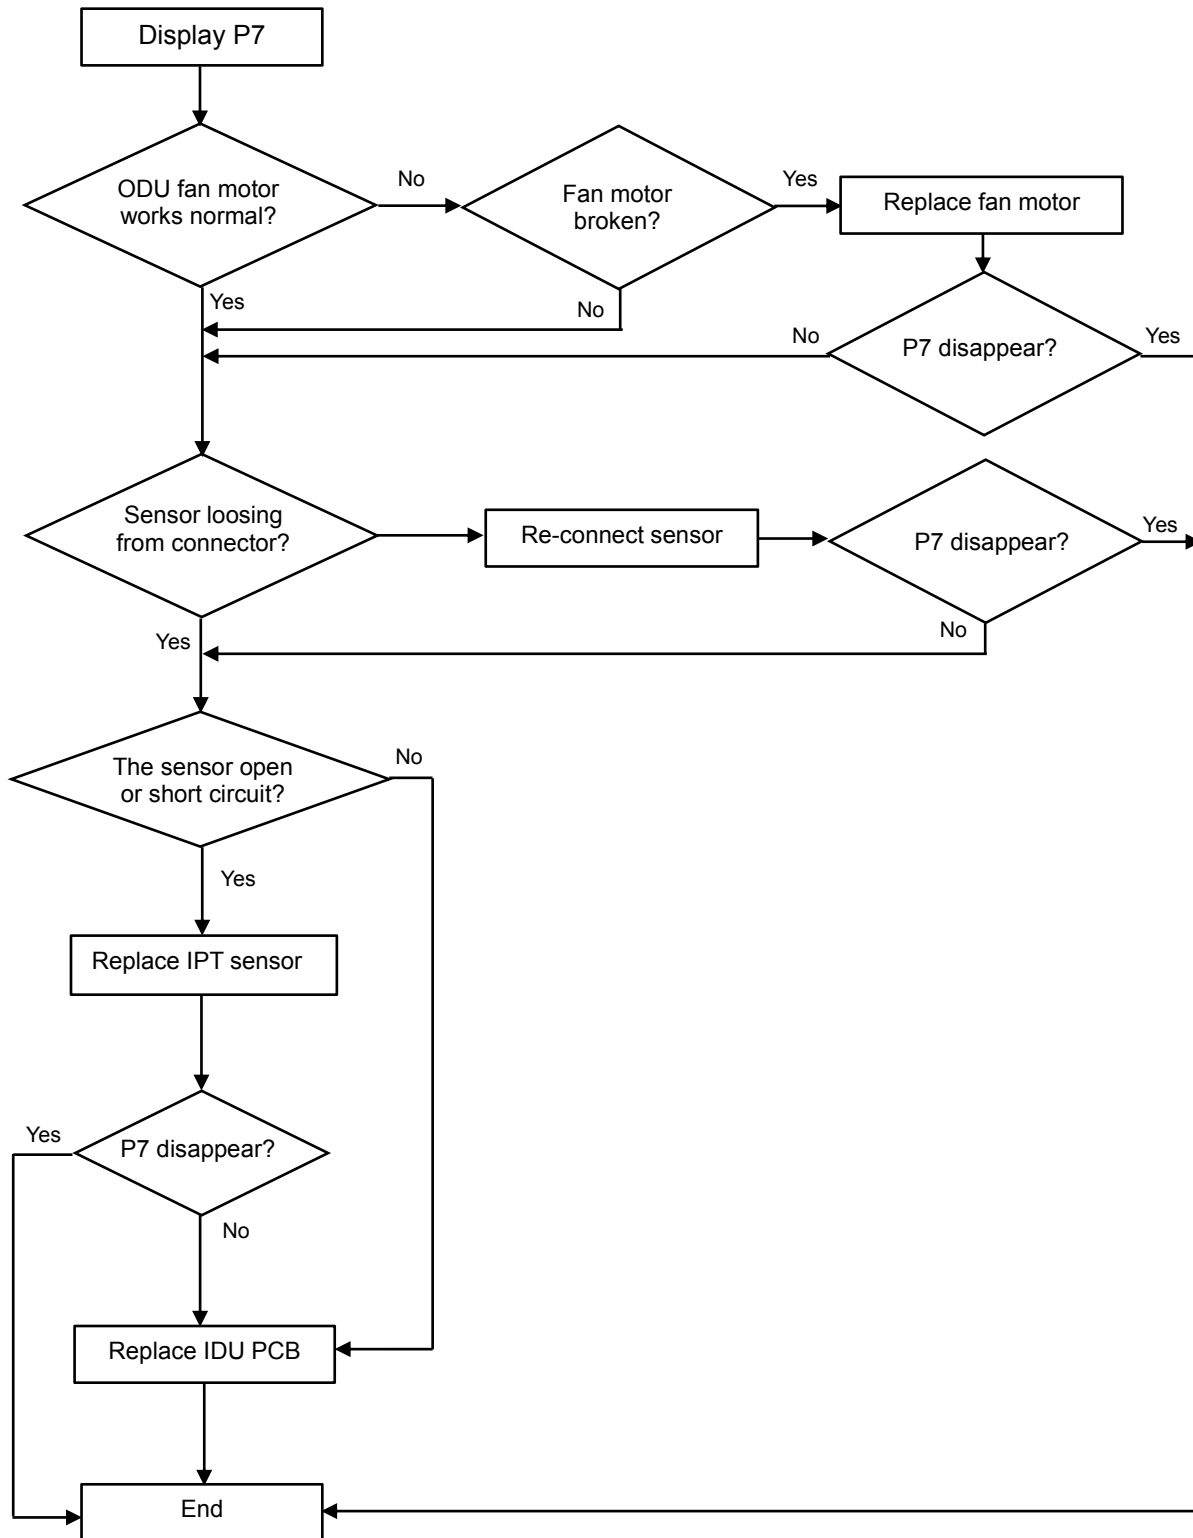 Display P7
ODU fan motor
works normal?
No
Fan motor
broken?
Yes
Replace fan motor
Yes
No
No
P7 disappear?
Yes
Sensor loosing
from connector?
Re-connect sensor
P7 disappear?
Yes
Yes
No
The sensor open
or short circuit?
No
Yes
Replace IPT sensor
Yes
P7 disappear?
No
Replace IDU PCB
End